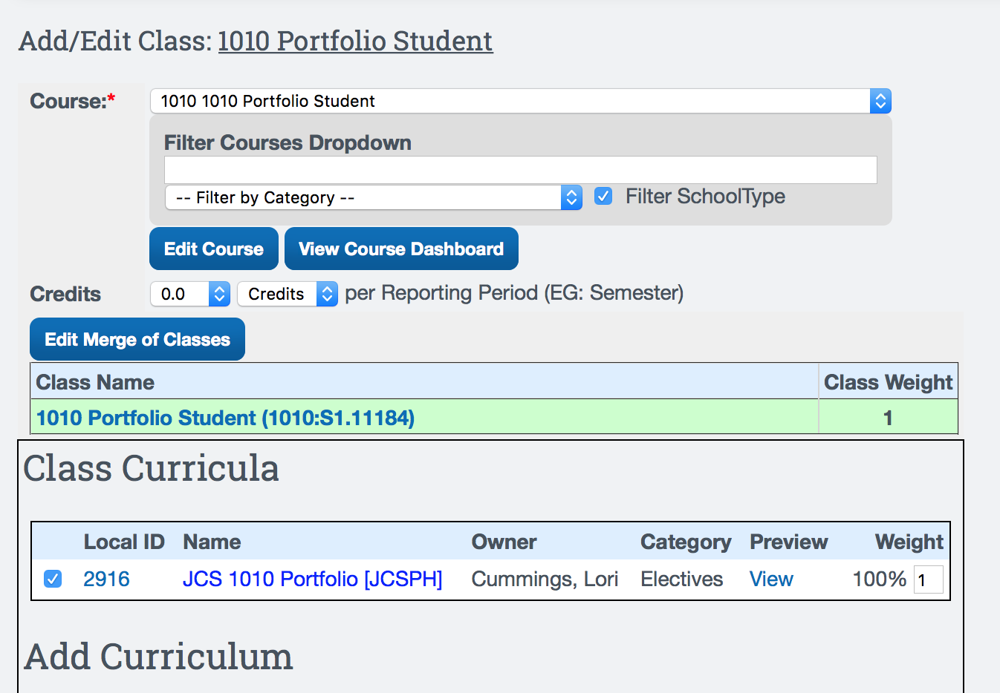 Add/Edit Class: 1010 Portfolio Student
Course:* 1010 1010 Portfolio Student
Filter Courses Dropdown
-- Filter by Category -- Filter SchoolType
Edit Course View Course Dashboard
Credits 0.0 Credits per Reporting Period (EG: Semester)
Edit Merge of Classes
Class Name Class Weight
1010 Portfolio Student (1010:S1.11184) 1
Class Curricula
Local ID Name Owner Category Preview Weight
2916 JCS 1010 Portfolio [JCSPH] Cummings, Lori Electives View 100% 1
Add Curriculum